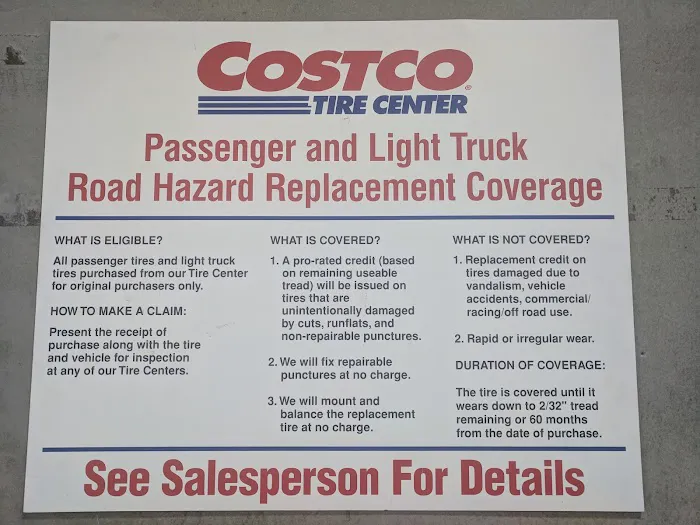 COSTCO
TIRE CENTER
Passenger and Light Truck
Road Hazard Replacement Coverage
WHAT IS ELIGIBLE?
All passenger tires and light truck
tires purchased from our Tire Center
for original purchasers only.
HOW TO MAKE A CLAIM:
Present the receipt of
purchase along with the tire
and vehicle for inspection
at any of our Tire Centers.
WHAT IS COVERED?
1. A pro-rated credit (based
on remaining useable
tread) will be issued on
tires that are
unintentionally damaged
by cuts, runflats, and
non-repairable punctures.
2. We will fix repairable
punctures at no charge.
3. We will mount and
balance the replacement
tire at no charge.
WHAT IS NOT COVERED?
1. Replacement credit on
tires damaged due to
vandalism, vehicle
accidents, commercial/
racing/off road use.
2. Rapid or irregular wear.
DURATION OF COVERAGE:
The tire is covered until it
wears down to 2/32" tread
remaining or 60 months
from the date of purchase.
See Salesperson For Details